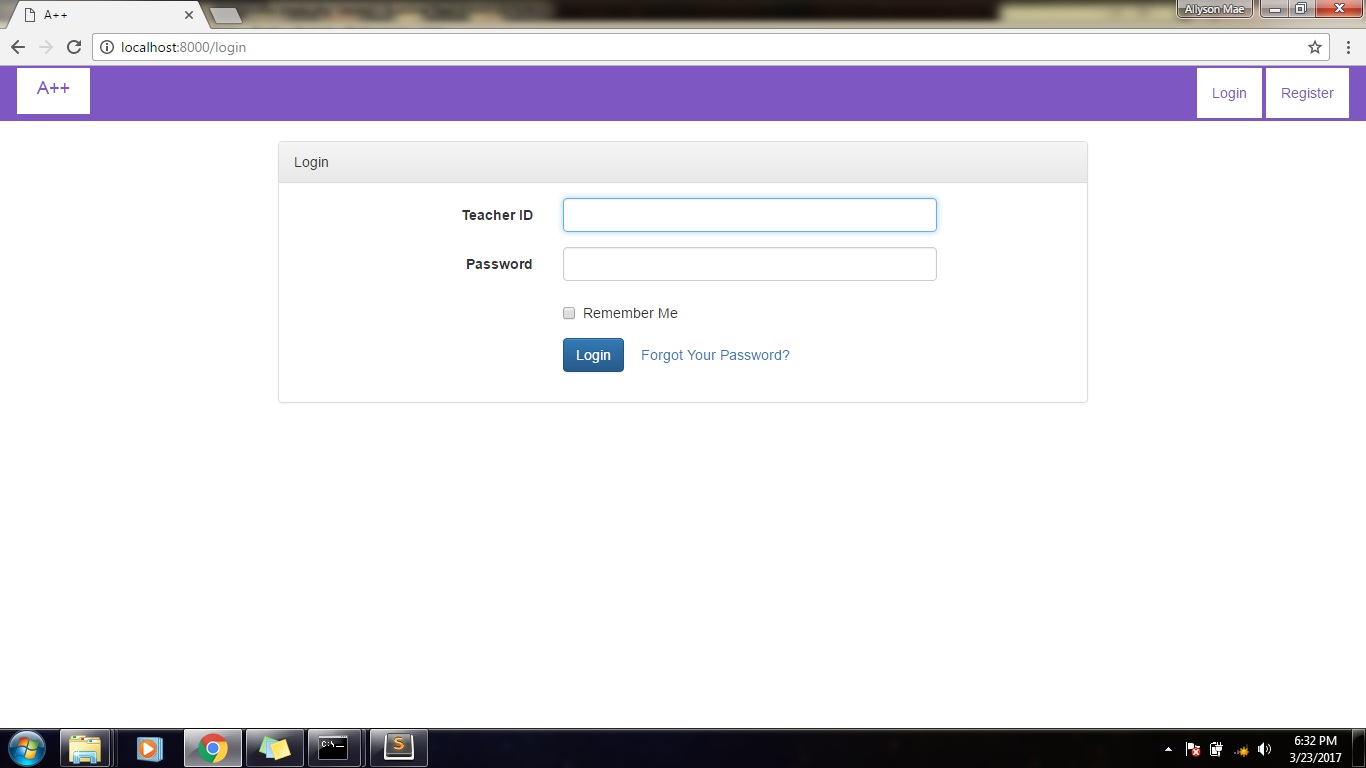 A++
Allyson Mae
localhost:8000/login
A++
Login
Register
Login
Teacher ID
Password
Remember Me
Login
Forgot Your Password?
C:\_
S
6:32 PM
3/23/2017